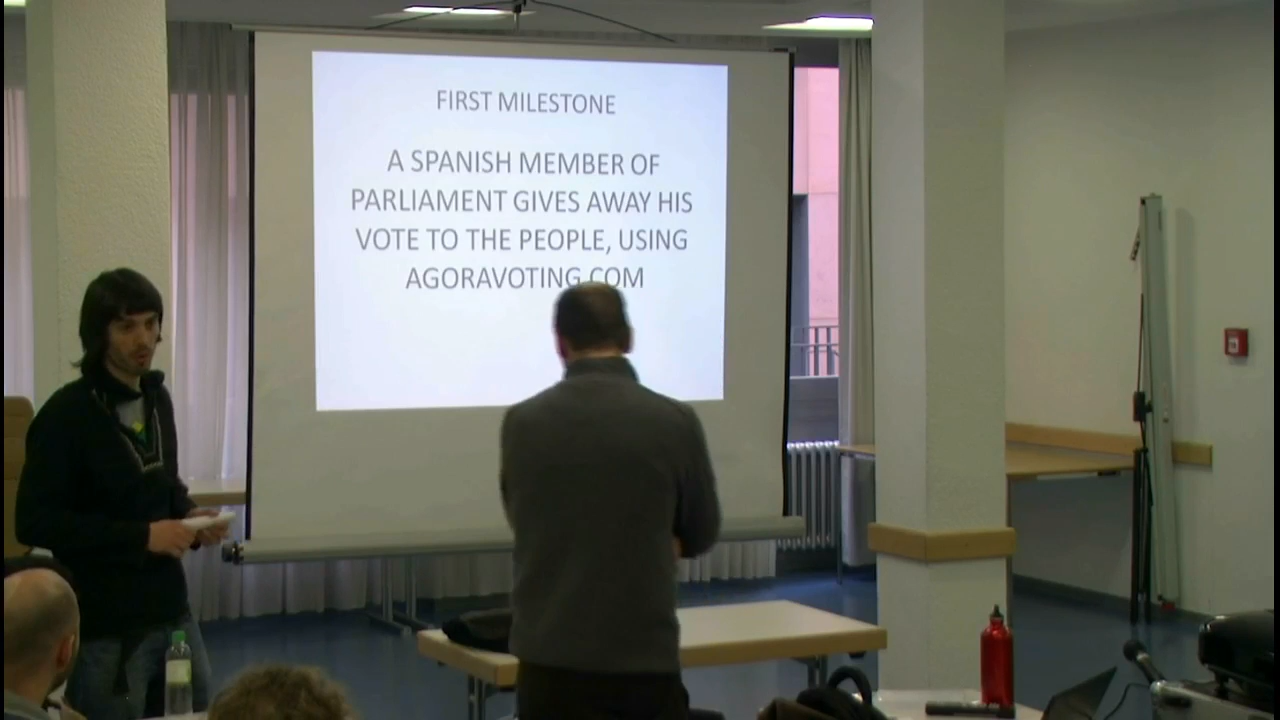 FIRST MILESTONE
A SPANISH MEMBER OF
PARLIAMENT GIVES AWAY HIS
VOTE TO THE PEOPLE, USING
AGORAVOTING.COM